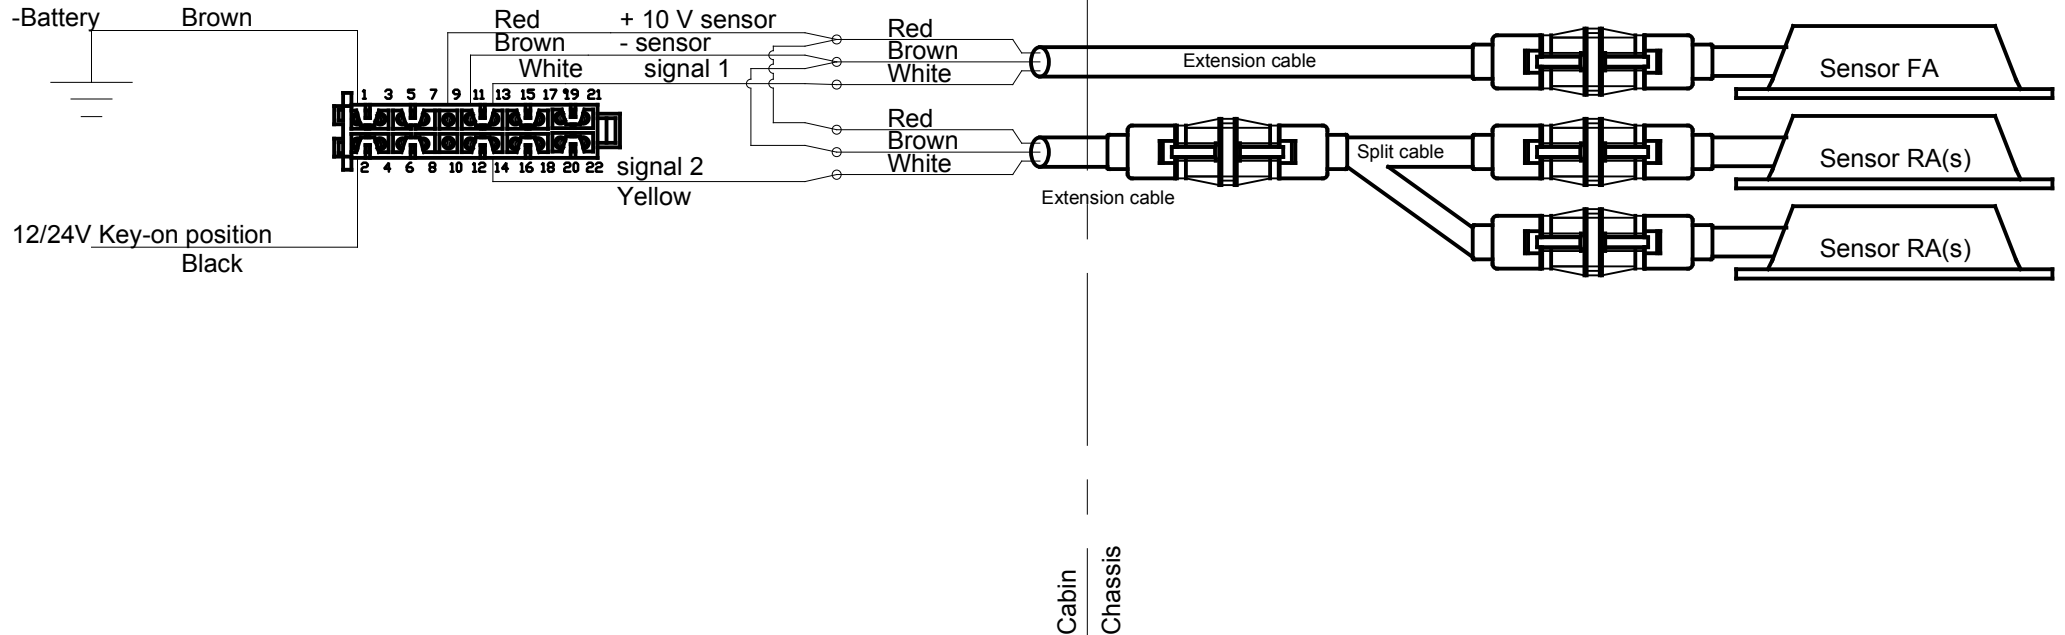 -Battery Brown Red + 10 V sensor Red
Brown - sensor Brown
White signal 1 White
Extension cable
Sensor FA
1 3 5 7 9 11 13 15 17 19 21
Red
Brown
White
Split cable
Sensor RA(s)
2 4 6 8 10 12 14 16 18 20 22
signal 2
Yellow
Extension cable
12/24V Key-on position
Black
Sensor RA(s)
Cabin
Chassis